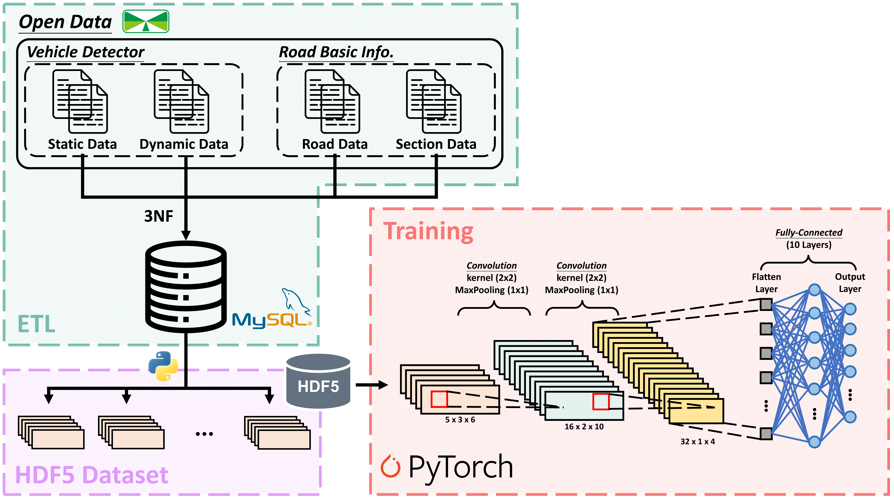 Open Data
Vehicle Detector
Road Basic Info.
Static Data
Dynamic Data
Road Data
Section Data
3NF
MySQL®
ETL
HDF5
HDF5 Dataset
...
Training
Convolution
kernel (2x2)
MaxPooling (1x1)
Convolution
kernel (2x2)
MaxPooling (1x1)
Fully-Connected
(10 Layers)
Flatten
Layer
Output
Layer
5 x 3 x 6
16 x 2 x 10
32 x 1 x 4
PyTorch